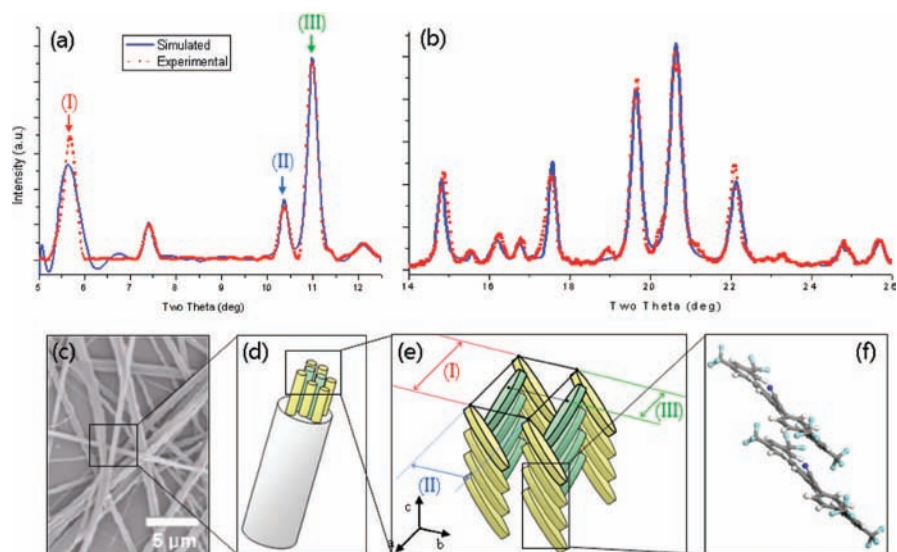 (a)
Simulated
Experimental
(I)
(II)
(III)
Intensity (a.u.)
5 6 7 8 9 10 11 12
Two Theta (deg)
(b)
14 16 18 20 22 24 26
Two Theta (deg)
(c)
5 μm
(d)
(e)
(I)
(II)
(III)
c
a
b
(f)